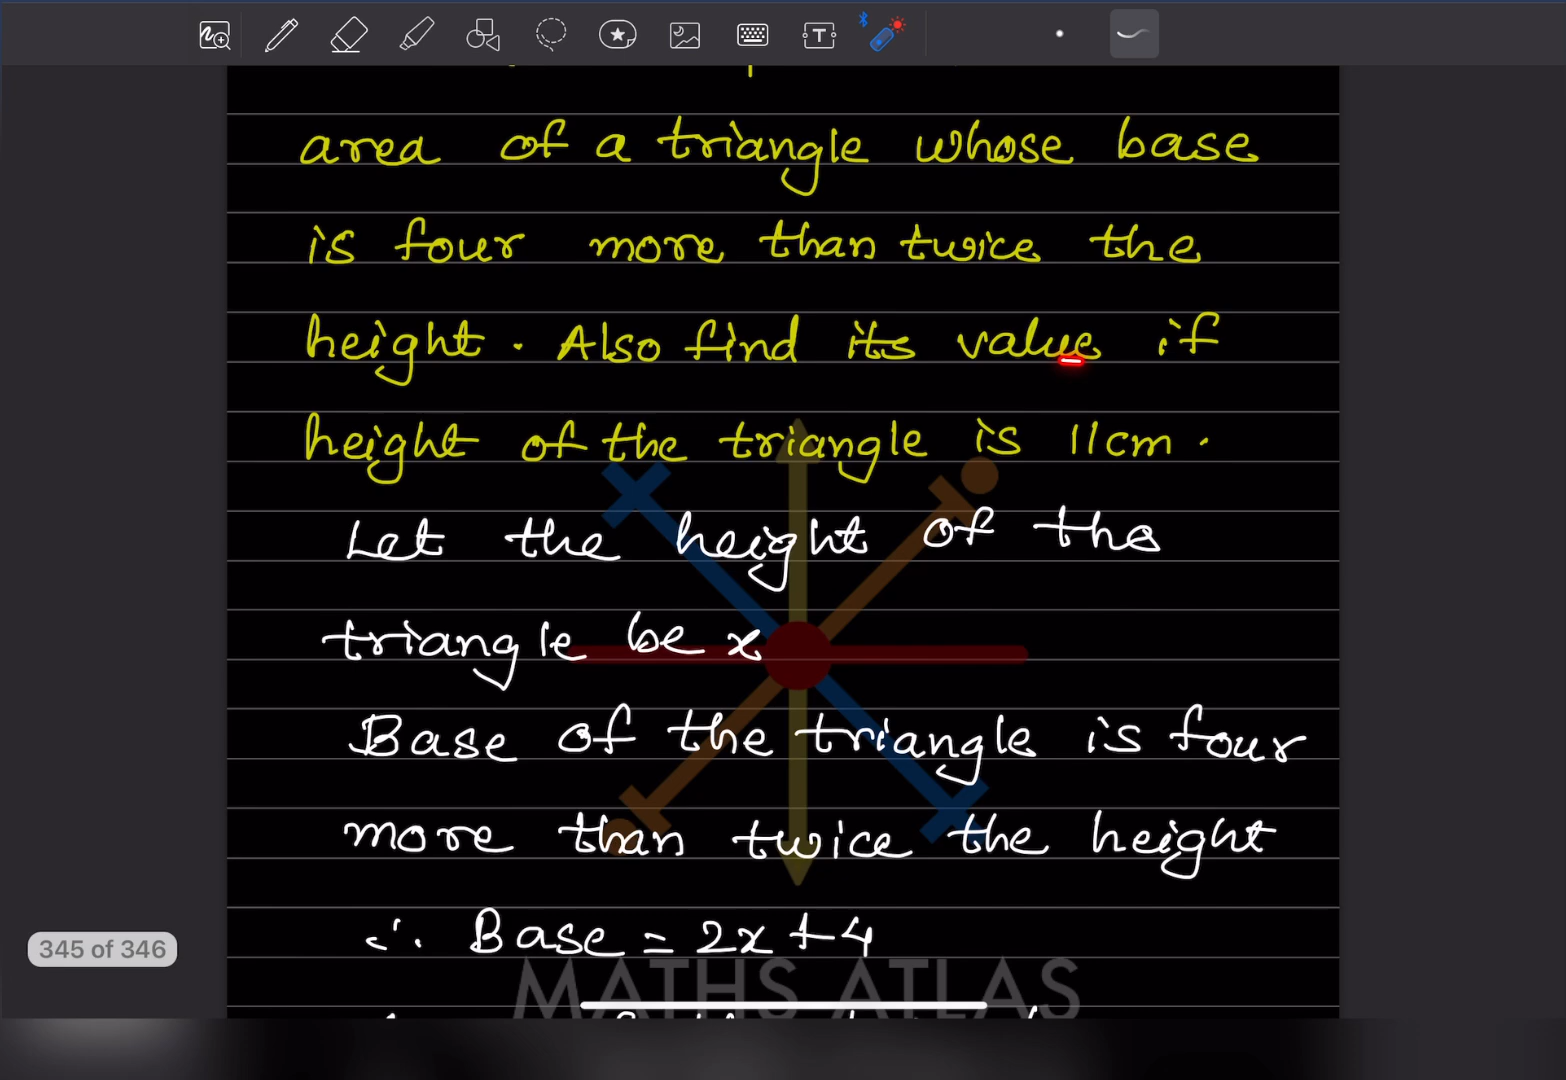 area of a triangle whose base
is four more than twice the
height. Also find its value if
height of the triangle is 11cm.
Let the height of the
triangle be x
Base of the triangle is four
more than twice the height
∴ Base = 2x+4
345 of 346
MATHS ATLAS